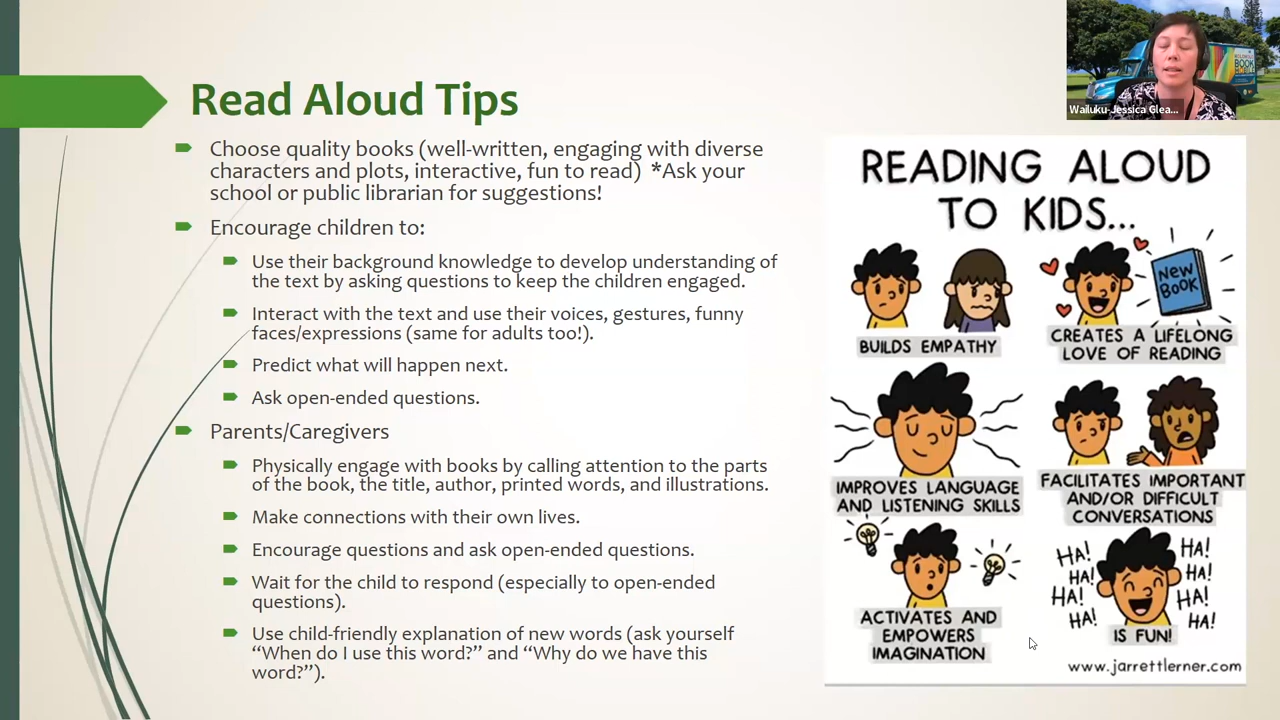 Read Aloud Tips
Choose quality books (well-written, engaging with diverse
characters and plots, interactive, fun to read)  *Ask your
school or public librarian for suggestions!
Encourage children to:
Use their background knowledge to develop understanding of
the text by asking questions to keep the children engaged.
Interact with the text and use their voices, gestures, funny
faces/expressions (same for adults too!).
Predict what will happen next.
Ask open-ended questions.
Parents/Caregivers
Physically engage with books by calling attention to the parts
of the book, the title, author, printed words, and illustrations.
Make connections with their own lives.
Encourage questions and ask open-ended questions.
Wait for the child to respond (especially to open-ended
questions).
Use child-friendly explanation of new words (ask yourself
“When do I use this word?” and “Why do we have this
word?”).
BOOK
Wailuku-Jessica Glea...
READING ALOUD
TO KIDS...
NEW
BOOK
BUILDS EMPATHY
CREATES A LIFELONG
LOVE OF READING
IMPROVES LANGUAGE
AND LISTENING SKILLS
FACILITATES IMPORTANT
AND/OR DIFFICULT
CONVERSATIONS
ACTIVATES AND
EMPOWERS
IMAGINATION
HA!
HA!
HA!
HA!
HA!
HA!
HA!
HA!
IS FUN!
www.jarrettlerner.com